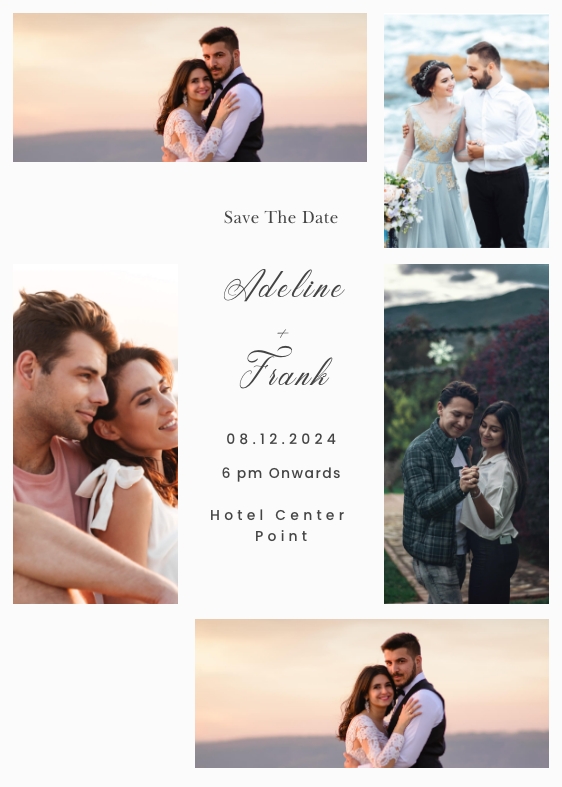 Save The Date
Adeline
+
Frank
08.12.2024
6 pm Onwards
Hotel Center
Point